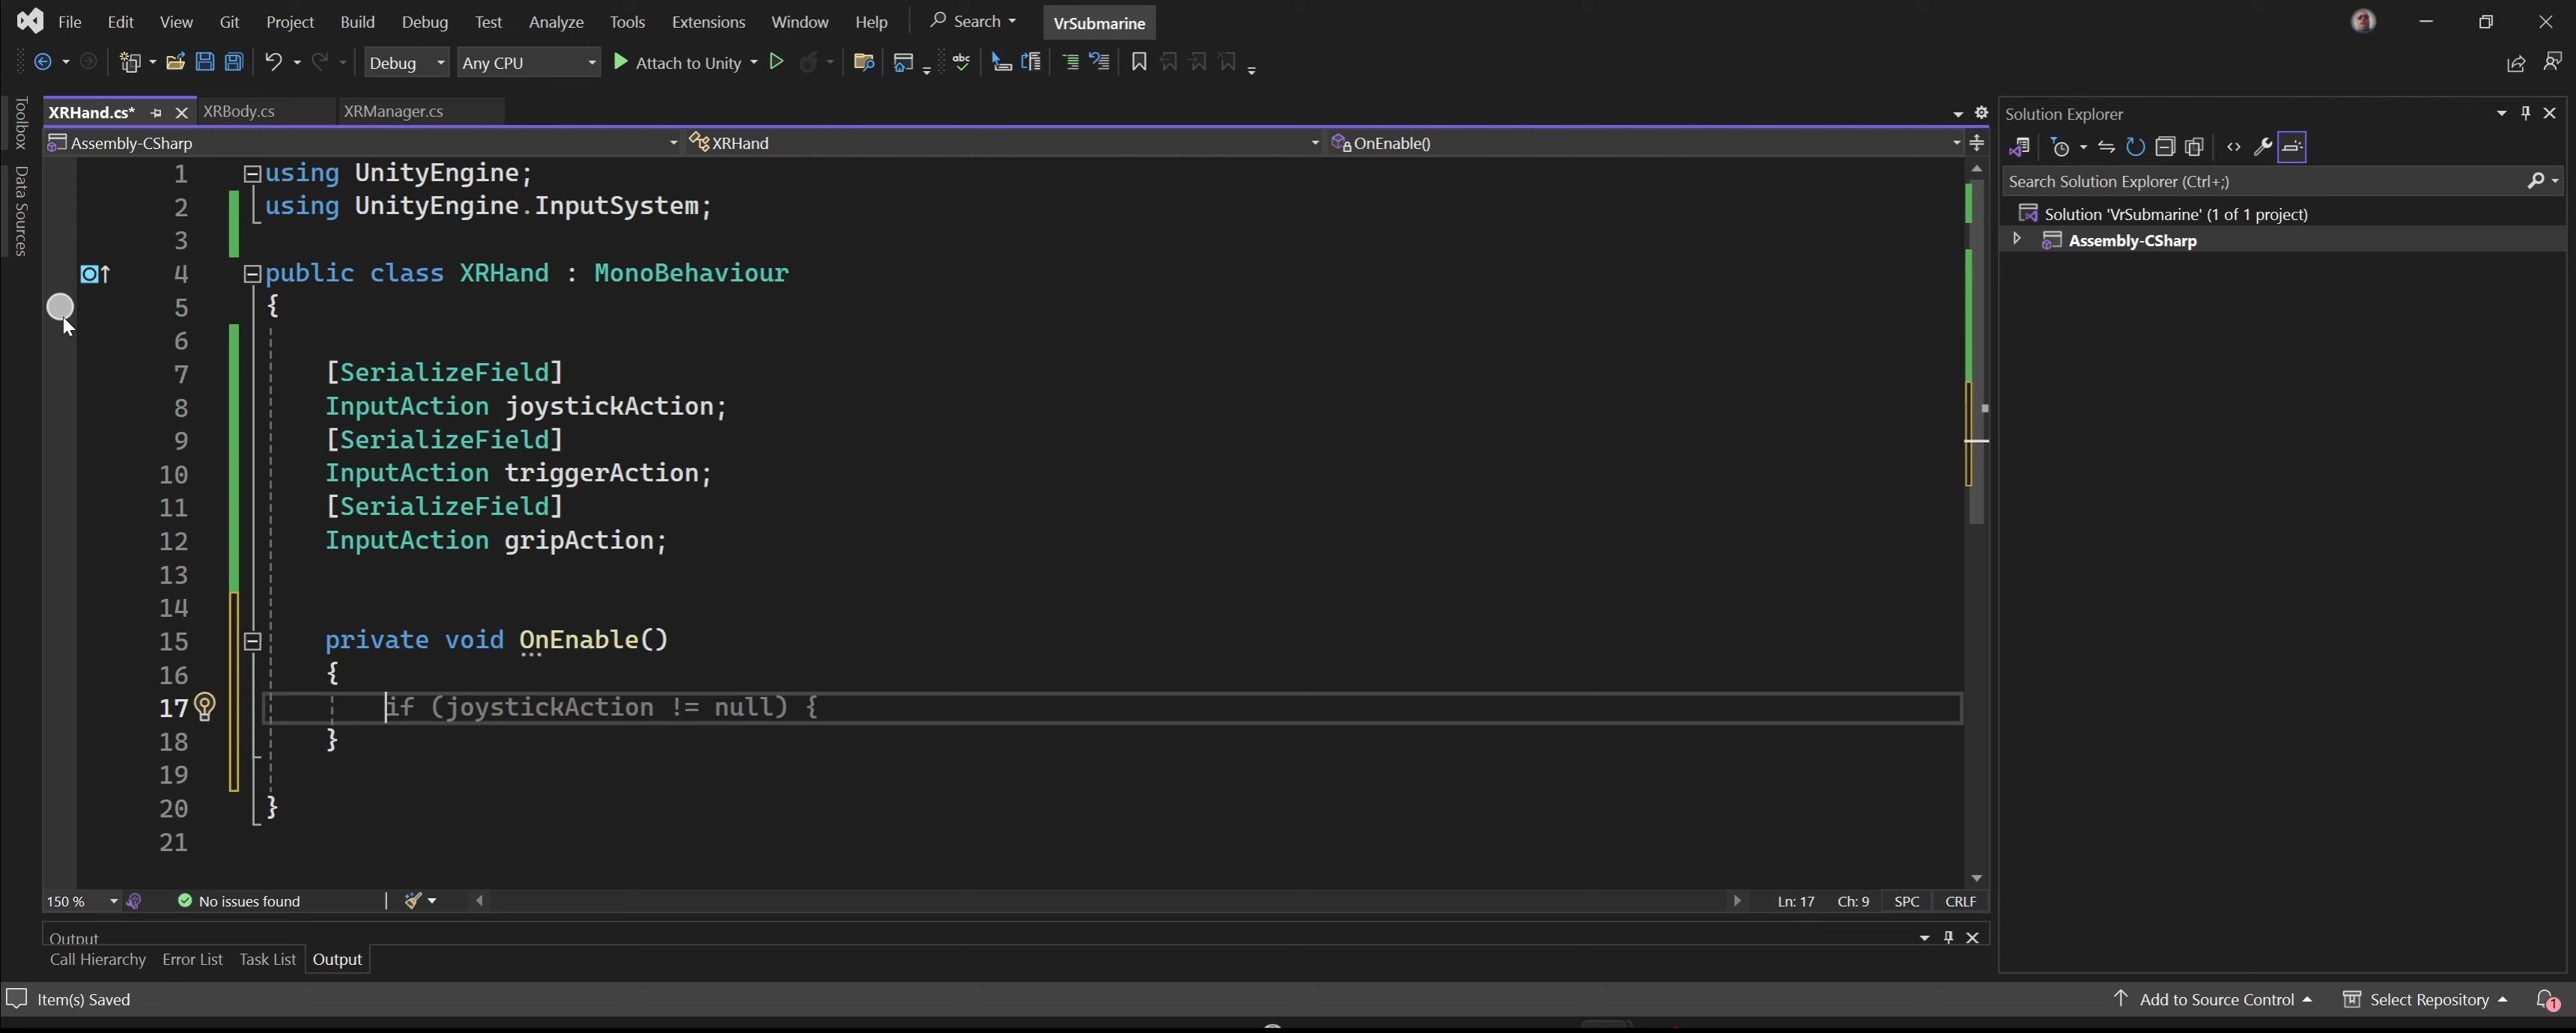 File Edit View Git Project Build Debug Test Analyze Tools Extensions Window Help Search VrSubmarine
Debug Any CPU Attach to Unity
XRHand.cs* XRBody.cs XRManager.cs
Assembly-CSharp XRHand OnEnable()
Toolbox
Data Sources
1 using UnityEngine;
2 using UnityEngine.InputSystem;
3
4 public class XRHand : MonoBehaviour
5 {
6
7 [SerializeField]
8 InputAction joystickAction;
9 [SerializeField]
10 InputAction triggerAction;
11 [SerializeField]
12 InputAction gripAction;
13
14
15 private void OnEnable()
16 {
17 if (joystickAction != null) {
18 }
19
20 }
21
150 % No issues found Ln: 17 Ch: 9 SPC CRLF
Output
Call Hierarchy Error List Task List Output
Solution Explorer
Search Solution Explorer (Ctrl+;)
Solution 'VrSubmarine' (1 of 1 project)
Assembly-CSharp
Item(s) Saved Add to Source Control Select Repository 1